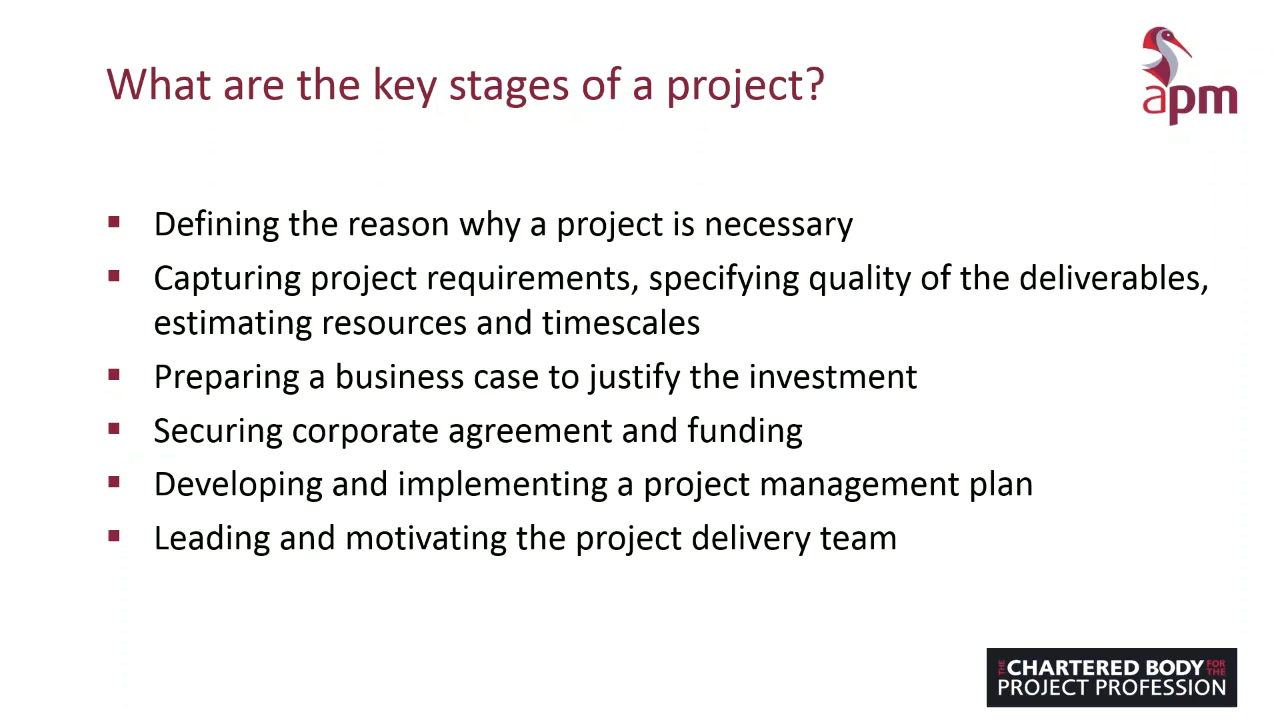 What are the key stages of a project?
apm
▪ Defining the reason why a project is necessary
▪ Capturing project requirements, specifying quality of the deliverables,
estimating resources and timescales
▪ Preparing a business case to justify the investment
▪ Securing corporate agreement and funding
▪ Developing and implementing a project management plan
▪ Leading and motivating the project delivery team
THE CHARTERED BODY FOR THE
PROJECT PROFESSION